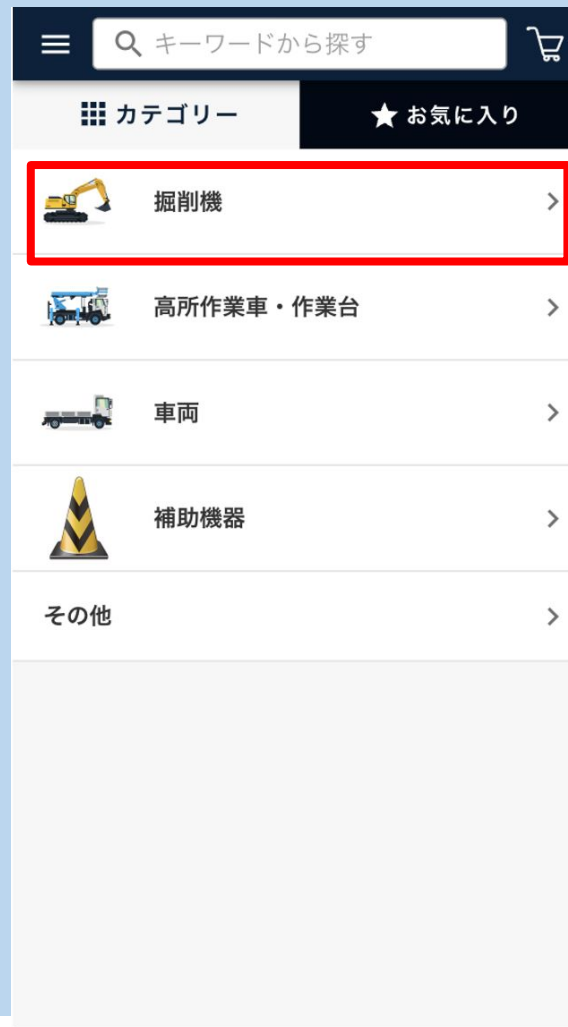 キーワードから探す
カテゴリー
お気に入り
掘削機
高所作業車・作業台
車両
補助機器
その他